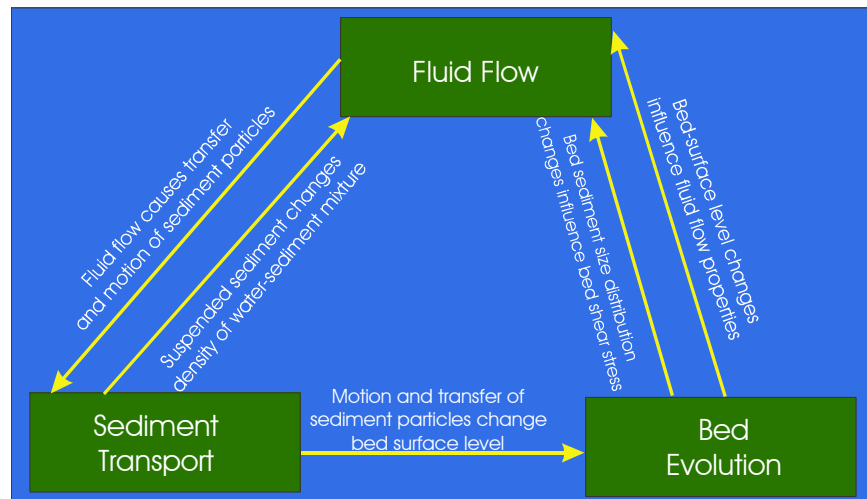 Fluid Flow
Fluid flow causes transfer
and motion of sediment particles
Suspended sediment changes
density of water-sediment mixture
Bed sediment size distribution
changes influence bed shear stress
Bed-surface level changes
influence fluid flow properties
Sediment
Transport
Motion and transfer of
sediment particles change
bed surface level
Bed
Evolution